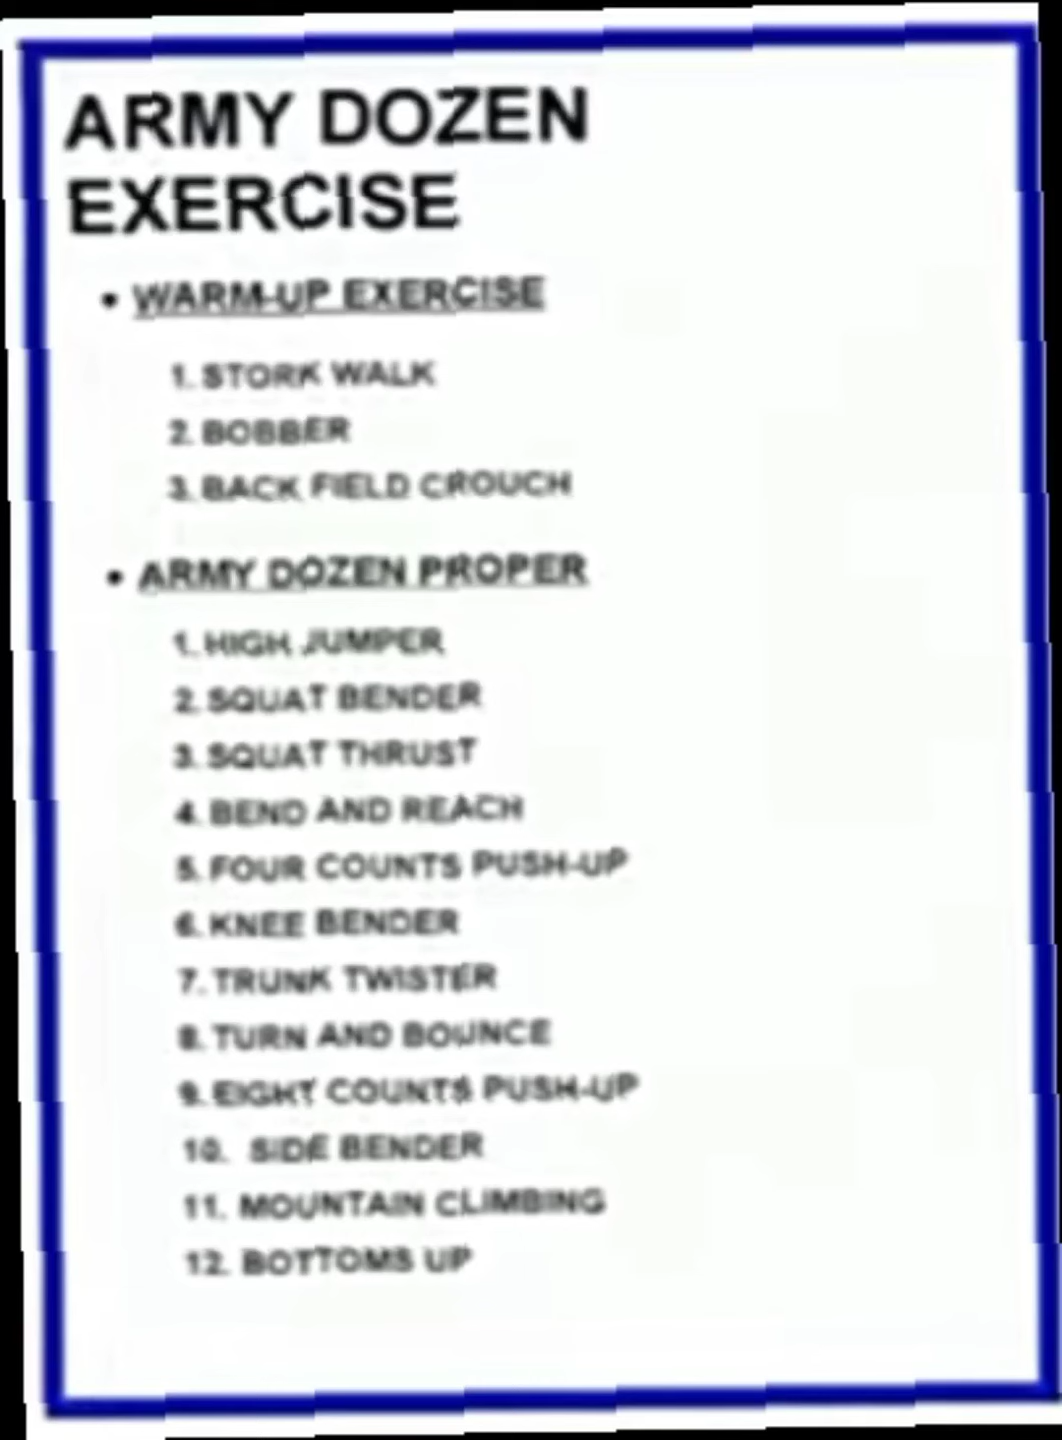 ARMY DOZEN
EXERCISE
• WARM-UP EXERCISE
1. STORK WALK
2. BOBBER
3. BACK FIELD CROUCH
• ARMY DOZEN PROPER
1. HIGH JUMPER
2. SQUAT BENDER
3. SQUAT THRUST
4. BEND AND REACH
5. FOUR COUNTS PUSH-UP
6. KNEE BENDER
7. TRUNK TWISTER
8. TURN AND BOUNCE
9. EIGHT COUNTS PUSH-UP
10. SIDE BENDER
11. MOUNTAIN CLIMBING
12. BOTTOMS UP